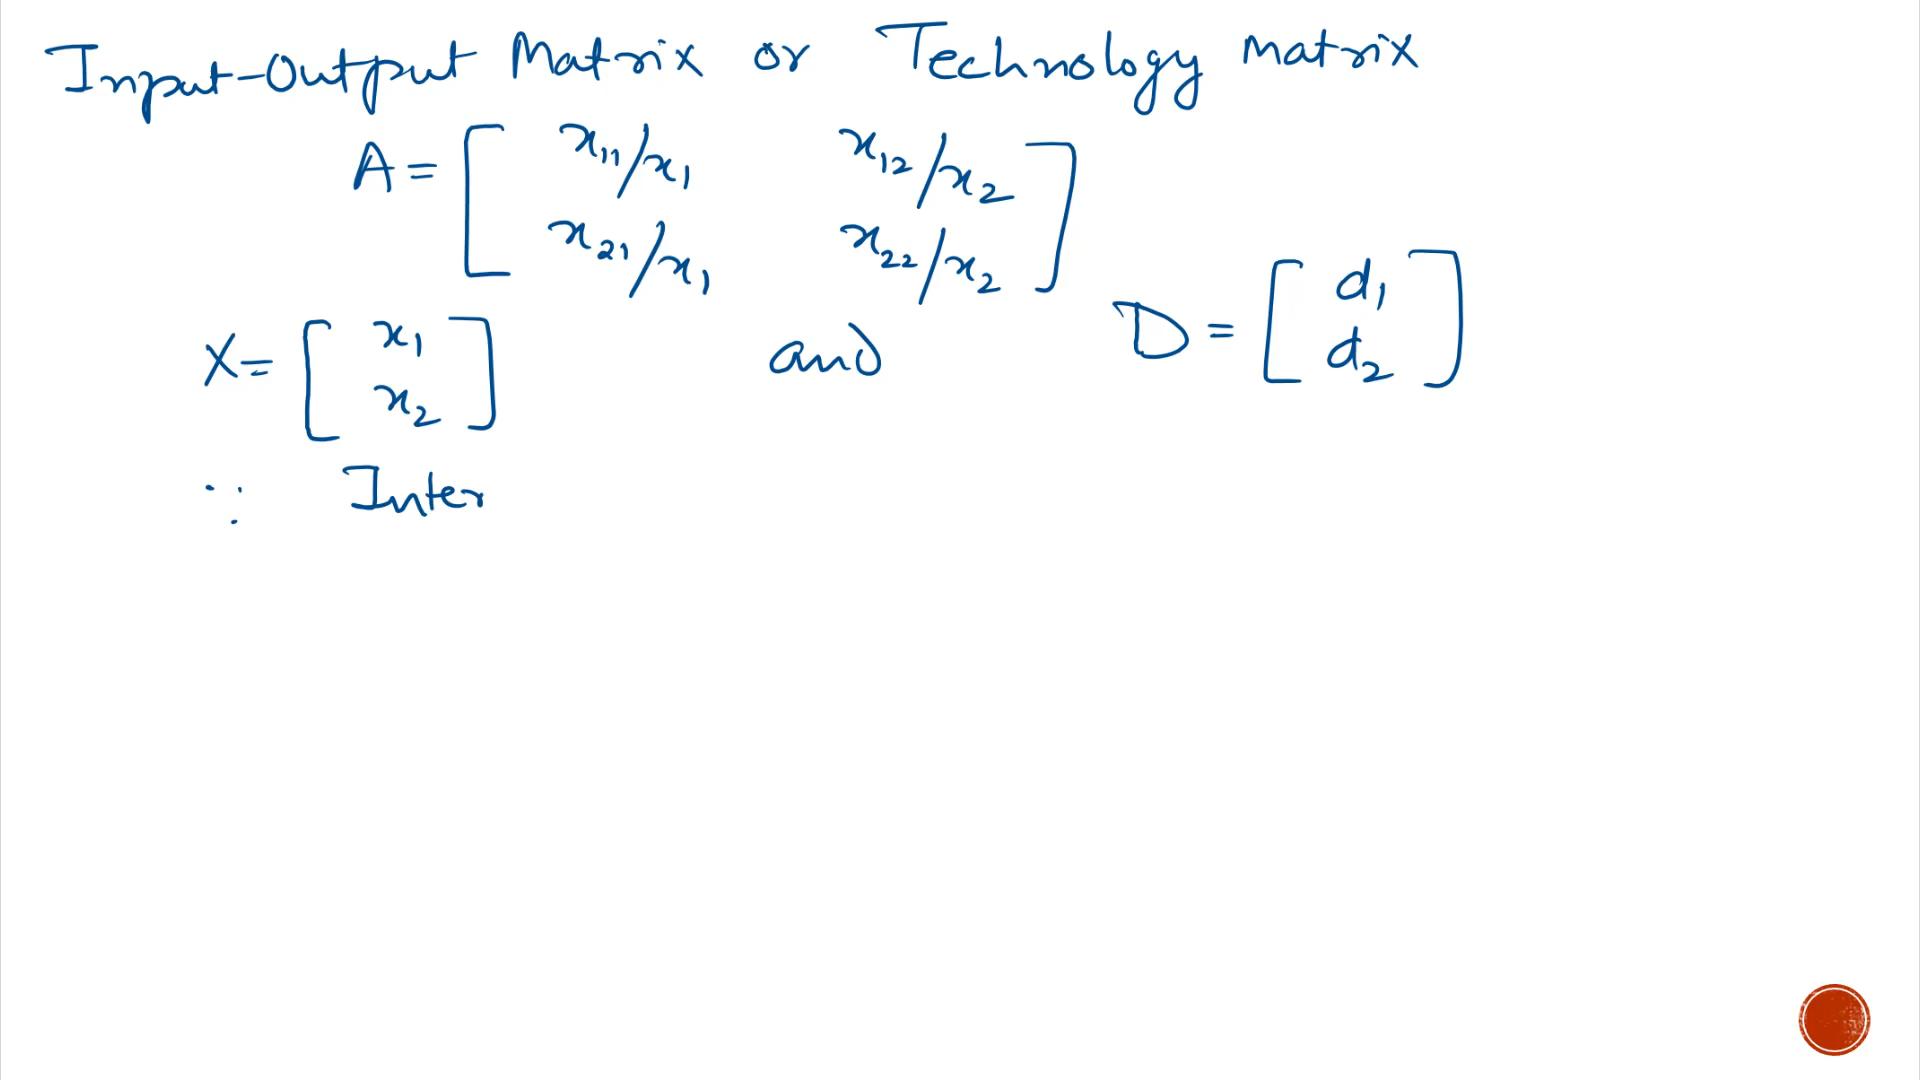 Input-Output Matrix or Technology matrix
A = [ x₁₁/x₁ x₁₂/x₂
x₂₁/x₁ x₂₂/x₂ ]
X = [ x₁
x₂ ] and D = [ d₁
d₂ ]
∵ Inter